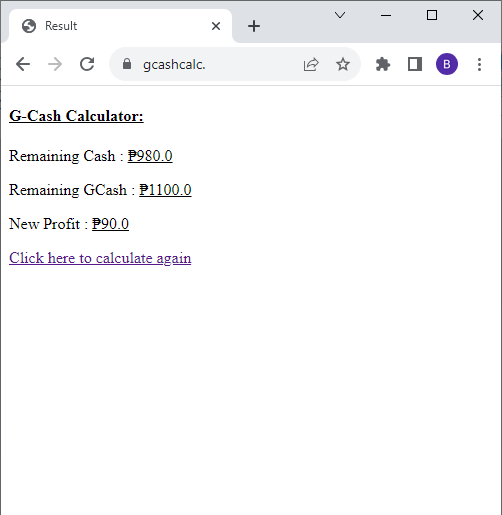 Result
gcashcalc.
B
G-Cash Calculator:
Remaining Cash : ₱980.0
Remaining GCash : ₱1100.0
New Profit : ₱90.0
Click here to calculate again